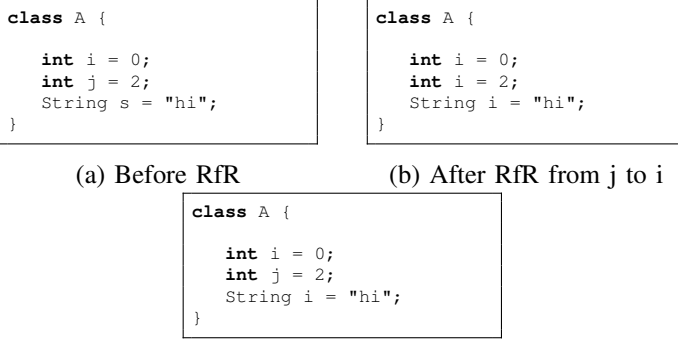 class A {
int i = 0;
int j = 2;
String s = "hi";
}
(a) Before RfR
class A {
int i = 0;
int i = 2;
String i = "hi";
}
(b) After RfR from j to i
class A {
int i = 0;
int j = 2;
String i = "hi";
}